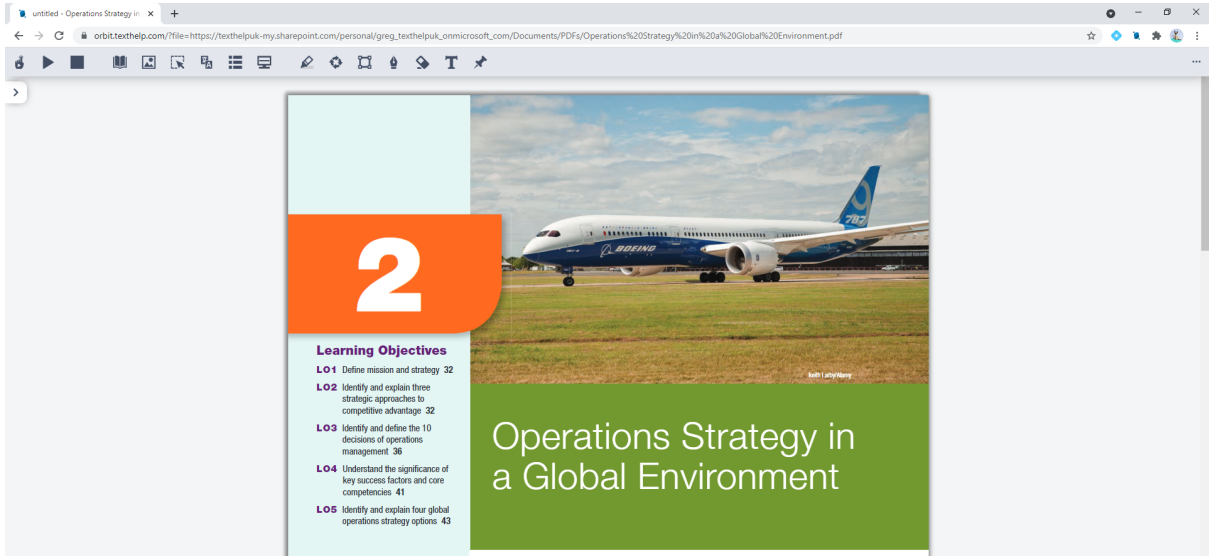 untitled - Operations Strategy in
orbit.texthelp.com/?file=https://texthelpuk-my.sharepoint.com/personal/greg_texthelpuk_onmicrosoft_com/Documents/PDFs/Operations%20Strategy%20in%20a%20Global%20Environment.pdf
787
BOEING
2
Keith Larby/Alamy
Learning Objectives
LO1 Define mission and strategy 32
LO2 Identify and explain three
strategic approaches to
competitive advantage 32
LO3 Identify and define the 10
decisions of operations
management 36
LO4 Understand the significance of
key success factors and core
competencies 41
LO5 Identify and explain four global
operations strategy options 43
Operations Strategy in
a Global Environment